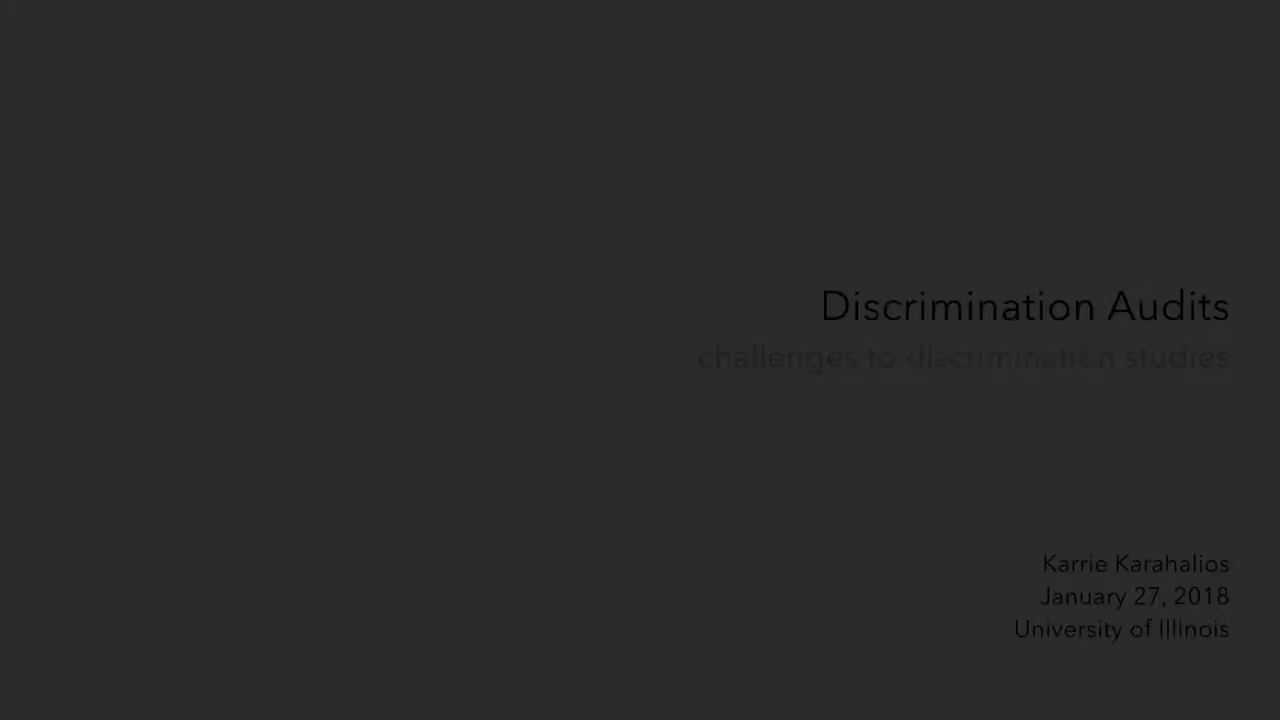 Discrimination Audits
challenges to discrimination studies
Karrie Karahalios
January 27, 2018
University of Illinois